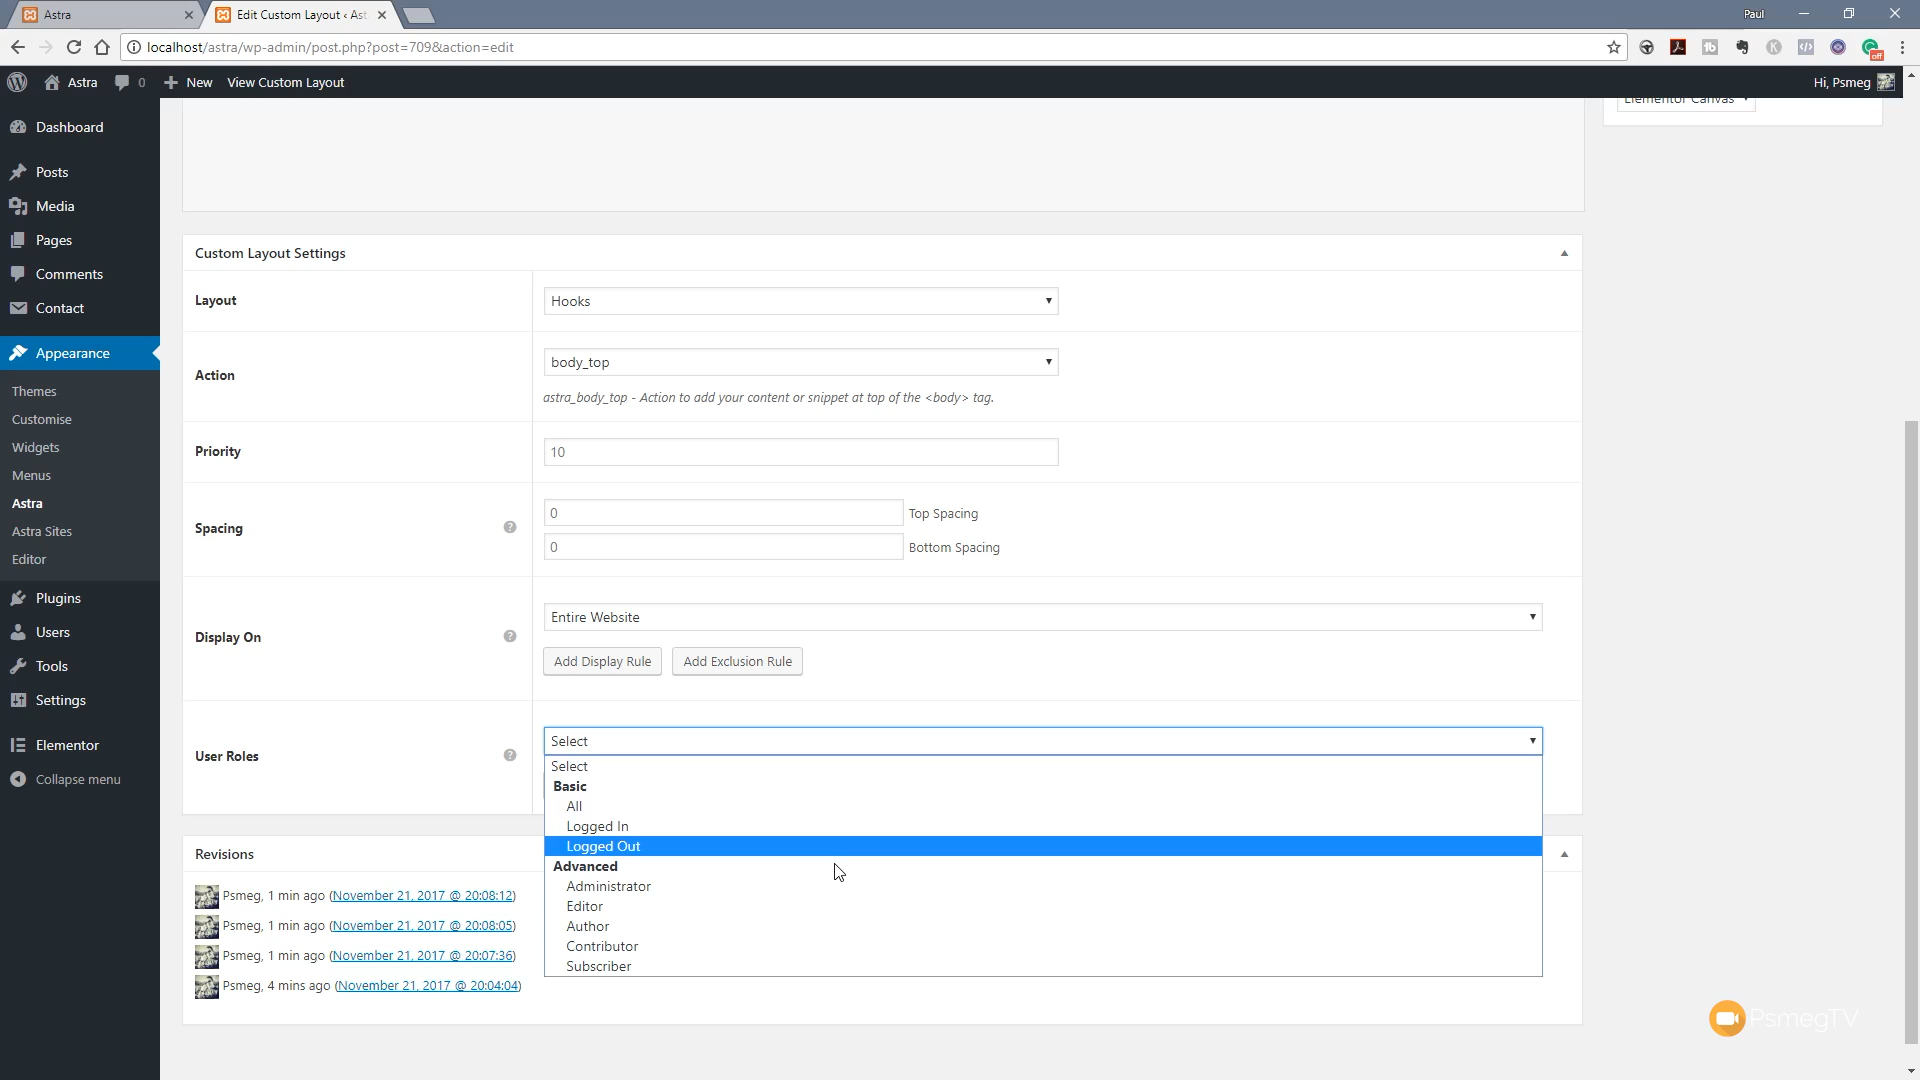 Astra
Edit Custom Layout ‹ Ast
Paul
localhost/astra/wp-admin/post.php?post=709&action=edit
off
Astra
0
New
View Custom Layout
Hi, Psmeg
Dashboard
Posts
Media
Pages
Comments
Contact
Appearance
Themes
Customise
Widgets
Menus
Astra
Astra Sites
Editor
Plugins
Users
Tools
Settings
Elementor
Collapse menu
Elementor Canvas
Custom Layout Settings
Layout
Hooks
Action
body_top
astra_body_top - Action to add your content or snippet at top of the <body> tag.
Priority
10
Spacing
0 Top Spacing
0 Bottom Spacing
Display On
Entire Website
Add Display Rule Add Exclusion Rule
User Roles
Select
Select
Basic
All
Logged In
Logged Out
Advanced
Administrator
Editor
Author
Contributor
Subscriber
Revisions
Psmeg, 1 min ago (November 21, 2017 @ 20:08:12)
Psmeg, 1 min ago (November 21, 2017 @ 20:08:05)
Psmeg, 1 min ago (November 21, 2017 @ 20:07:36)
Psmeg, 4 mins ago (November 21, 2017 @ 20:04:04)
PsmegTV